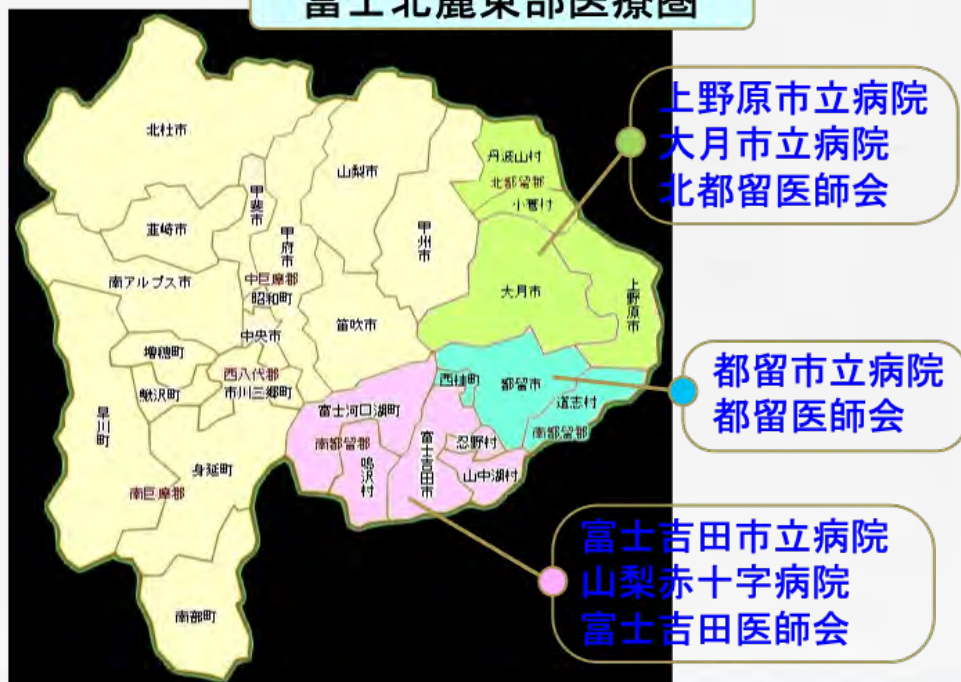 富士北麓東部医療圏
上野原市立病院
大月市立病院
北都留医師会
北杜市
丹波山村
山梨市
北都留郡
小菅村
甲斐市
韮崎市
甲府市
甲州市
南アルプス市
中巨摩郡
昭和町
大月市
上野原市
笛吹市
中央市
増穂町
西八代郡
市川三郷町
鰍沢町
西桂町
都留市
道志村
都留市立病院
都留医師会
早川町
富士河口湖町
南都留郡
鳴沢村
富士吉田市
忍野村
南都留郡
山中湖村
身延町
南巨摩郡
富士吉田市立病院
山梨赤十字病院
富士吉田医師会
南部町